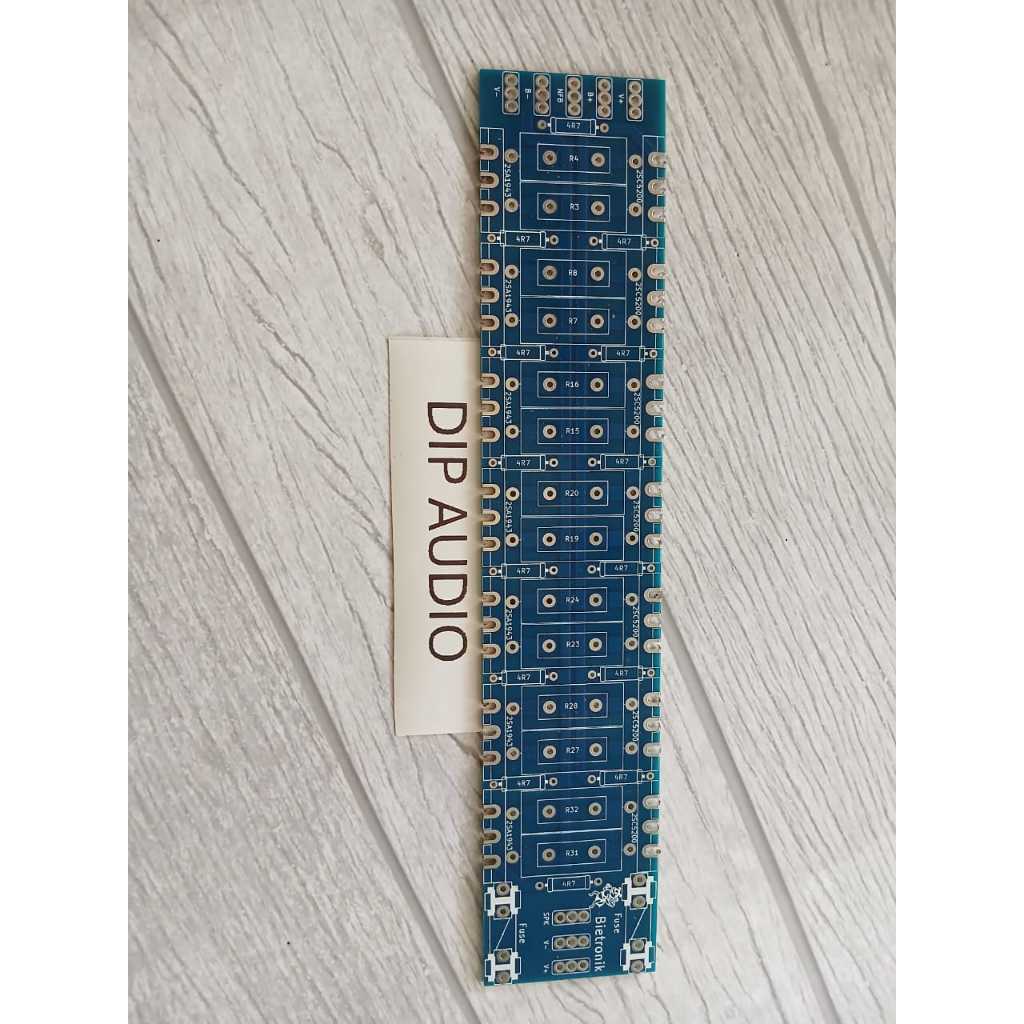 DIP AUDIO
V- B- NFB B+ V+
4R7
R4
2SA1943 2SC5200
R3
4R7 4R7
R8
2SA1943 2SC5200
R7
4R7 4R7
R16
2SA1943 2SC5200
R15
4R7 4R7
R20
2SA1943 2SC5200
R19
4R7 4R7
R24
2SA1943 2SC5200
R23
4R7 4R7
R28
2SA1943 2SC5200
R27
4R7 4R7
R32
2SA1943 2SC5200
R31
4R7
Fuse SPK Bietronik Fuse
V-
V+